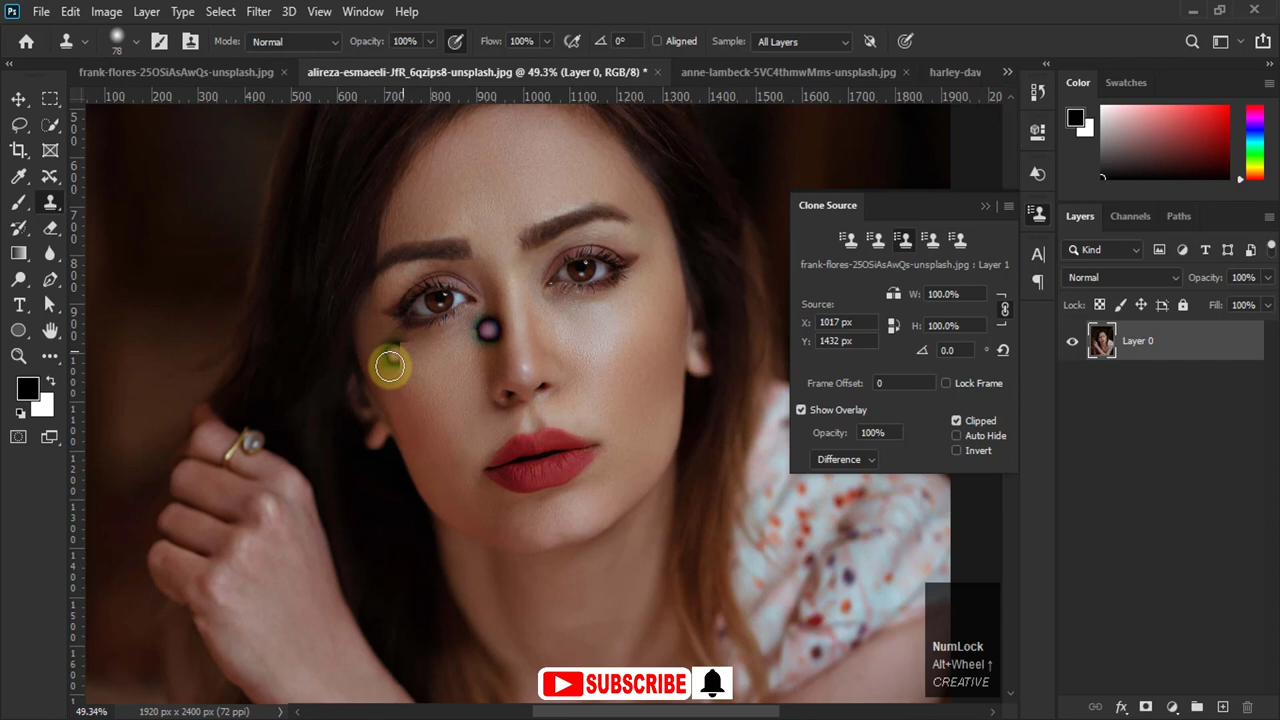 Ps File Edit Image Layer Type Select Filter 3D View Window Help
78 Mode: Normal Opacity: 100% Flow: 100% 0° Aligned Sample: All Layers
frank-flores-25OSiAsAwQs-unsplash.jpg × alireza-esmaeeli-JfR_6qzips8-unsplash.jpg @ 49.3% (Layer 0, RGB/8) * × anne-lambeck-5VC4thmwMms-unsplash.jpg × harley-dav
100 200 300 400 500 600 700 800 900 1000 1100 1200 1300 1400 1500 1600 1700 1800 1900 20
Color Swatches
Clone Source
frank-flores-25OSiAsAwQs-unsplash.jpg : Layer 1
W: 100.0%
Source:
X: 1017 px
H: 100.0%
Y: 1432 px
0.0 °
Frame Offset: 0 Lock Frame
Show Overlay
Clipped
Opacity: 100%
Auto Hide
Invert
Difference
Layers Channels Paths
Kind
Normal Opacity: 100%
Lock: Fill: 100%
Layer 0
NumLock
Alt+Wheel ↑
CREATIVE
SUBSCRIBE
49.34% 1920 px x 2400 px (72 ppi)